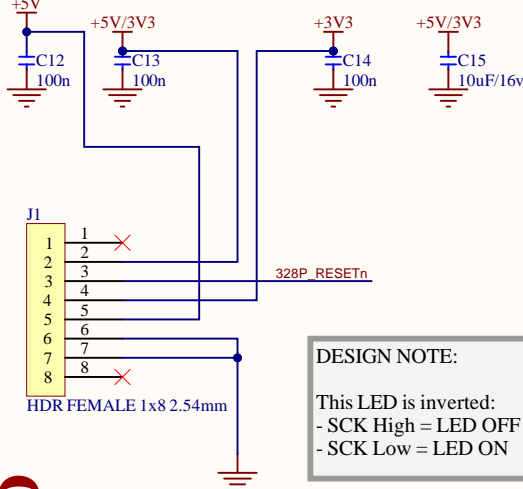 +5V
+5V/3V3
+3V3
+5V/3V3
C12
100n
C13
100n
C14
100n
C15
10uF/16v
J1
1 1
2 2
3 3
328P_RESETn
4 4
5 5
6 6
7 7
8 8
HDR FEMALE 1x8 2.54mm
DESIGN NOTE:
This LED is inverted:
- SCK High = LED OFF
- SCK Low = LED ON